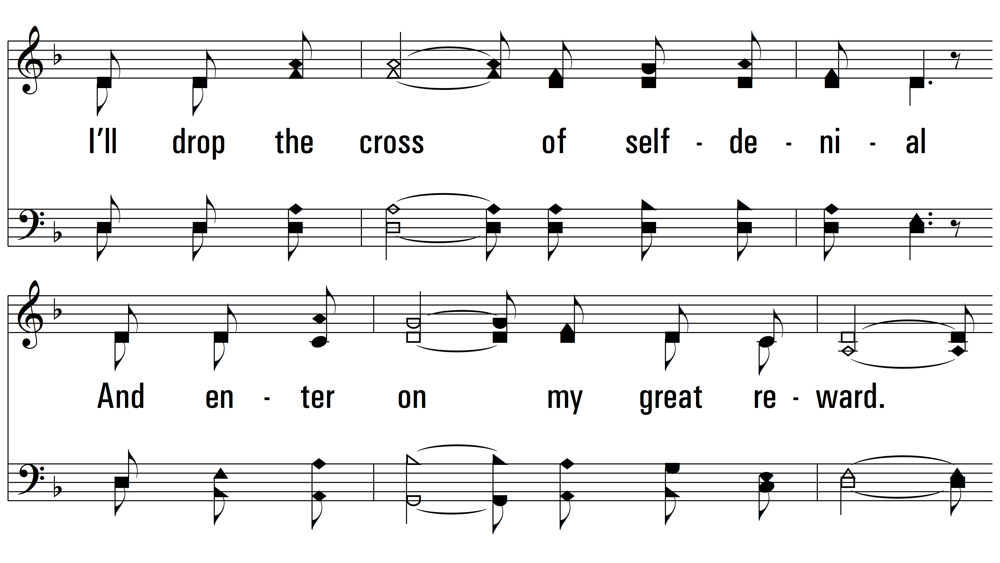 I’ll drop the cross of self - de - ni - al
And en - ter on my great re - ward.